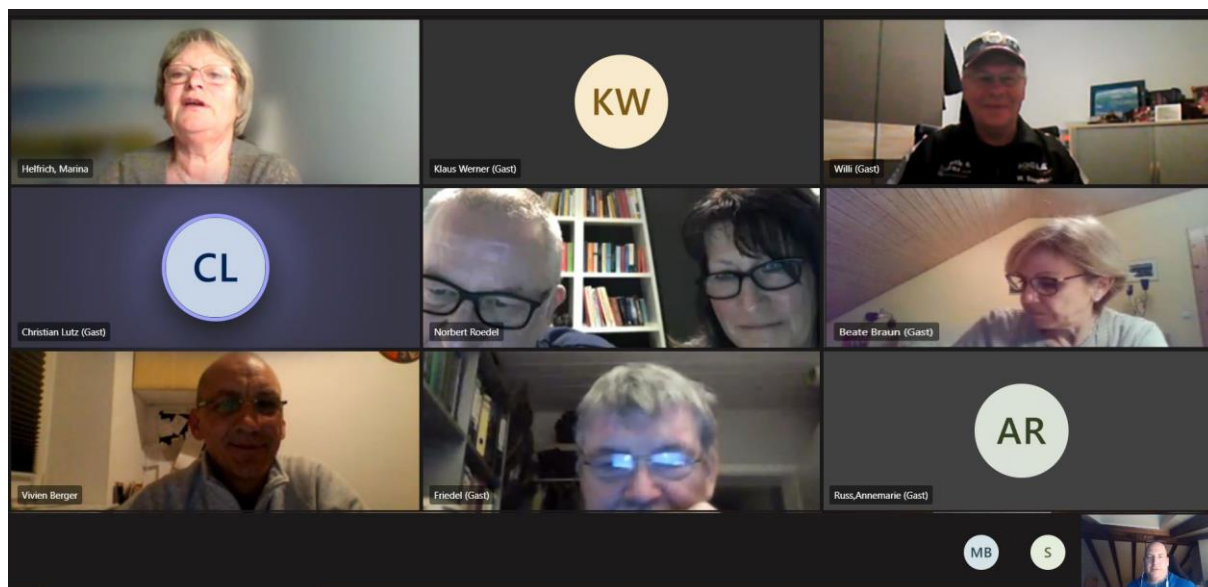 Helfrich, Marina
KW
Klaus Werner (Gast)
Willi (Gast)
CL
Christian Lutz (Gast)
Norbert Roedel
Beate Braun (Gast)
Vivien Berger
Friedel (Gast)
AR
Russ,Annemarie (Gast)
MB
S